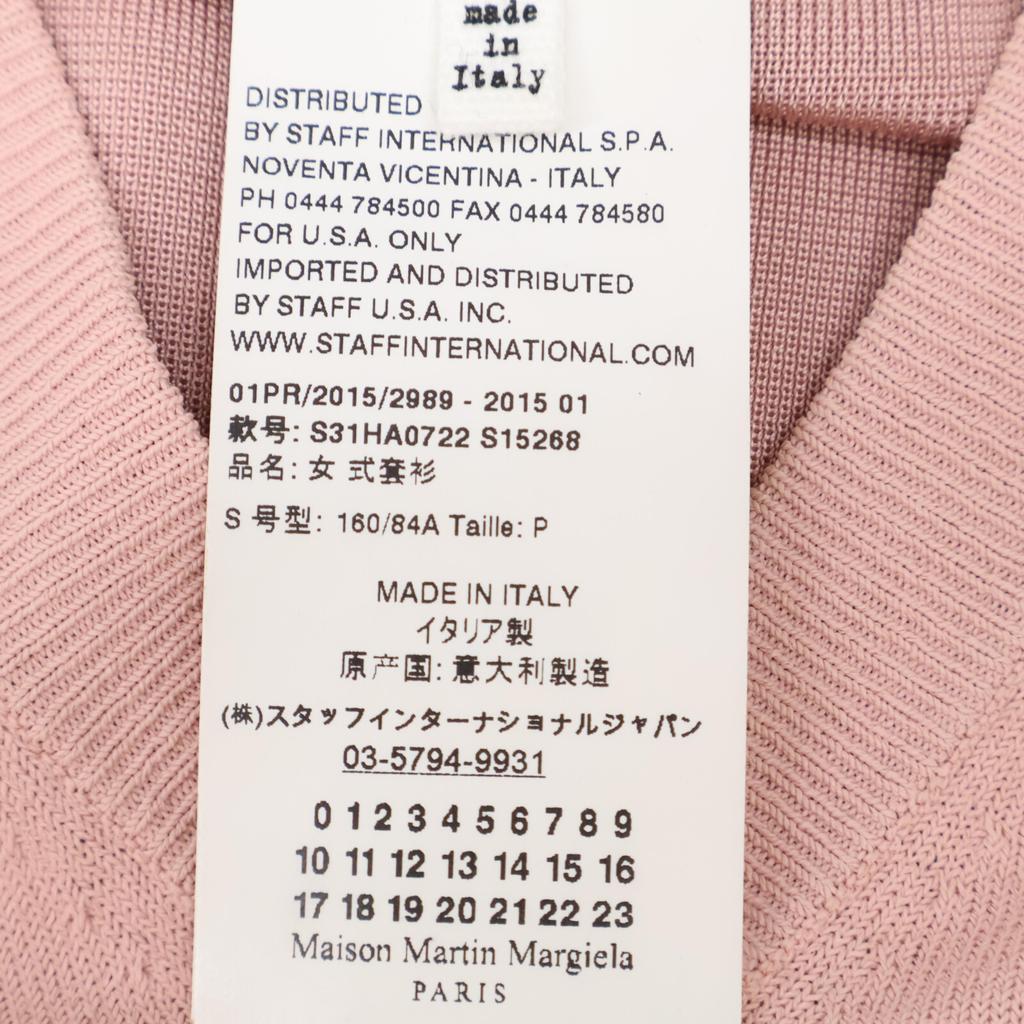 made
in
Italy
DISTRIBUTED
BY STAFF INTERNATIONAL S.P.A.
NOVENTA VICENTINA - ITALY
PH 0444 784500 FAX 0444 784580
FOR U.S.A. ONLY
IMPORTED AND DISTRIBUTED
BY STAFF U.S.A. INC.
WWW.STAFFINTERNATIONAL.COM
01PR/2015/2989 - 2015 01
款号: S31HA0722 S15268
品名: 女 式套衫
S 号型: 160/84A Taille: P
MADE IN ITALY
イタリア製
原产国: 意大利製造
(株)スタッフインターナショナルジャパン
03-5794-9931
0 1 2 3 4 5 6 7 8 9
10 11 12 13 14 15 16
17 18 19 20 21 22 23
Maison Martin Margiela
PARIS